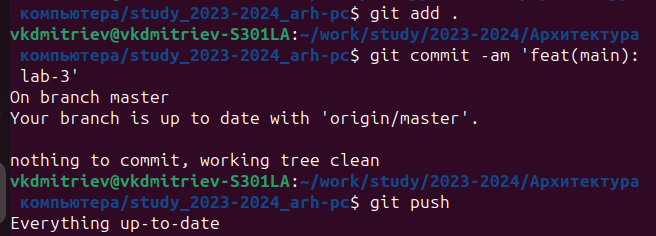 компьютера/study_2023-2024_arh-pc$ git add .
vkdmitriev@vkdmitriev-S301LA:~/work/study/2023-2024/Архитектура
компьютера/study_2023-2024_arh-pc$ git commit -am 'feat(main):
lab-3'
On branch master
Your branch is up to date with 'origin/master'.

nothing to commit, working tree clean
vkdmitriev@vkdmitriev-S301LA:~/work/study/2023-2024/Архитектура
компьютера/study_2023-2024_arh-pc$ git push
Everything up-to-date